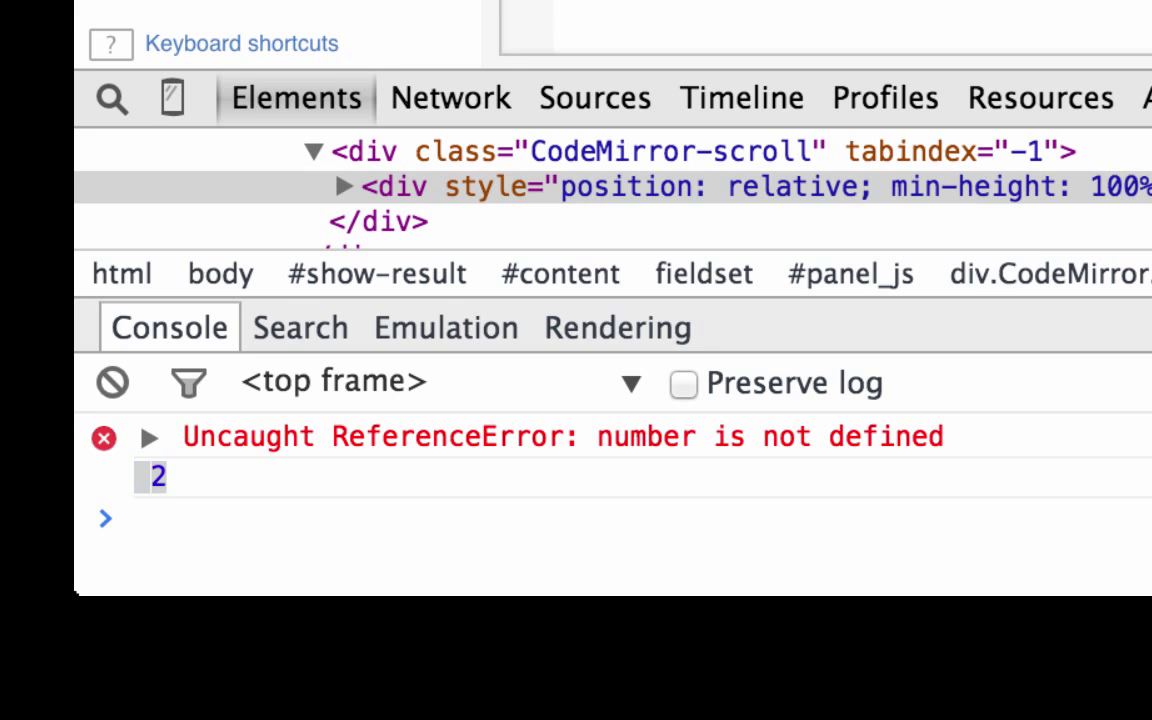 ? Keyboard shortcuts
Elements Network Sources Timeline Profiles Resources
<div class="CodeMirror-scroll" tabindex="-1">
<div style="position: relative; min-height: 100%
</div>
html body #show-result #content fieldset #panel_js div.CodeMirror.
Console Search Emulation Rendering
<top frame> Preserve log
Uncaught ReferenceError: number is not defined
2